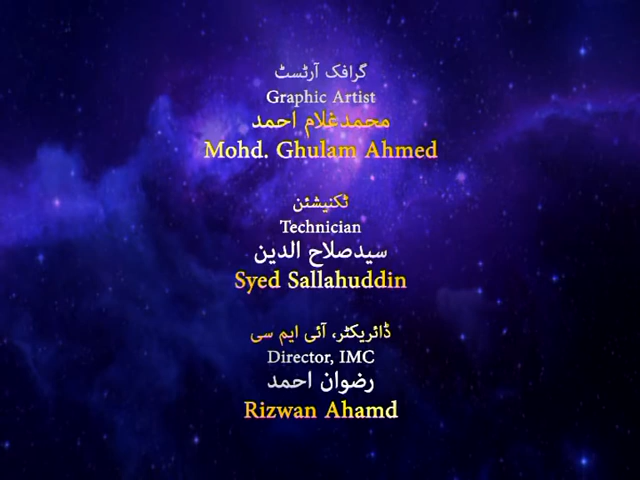 گرافک آرٹسٹ
Graphic Artist
محمدغلام احمد
Mohd. Ghulam Ahmed
ٹکنیشئن
Technician
سیدصلاح الدین
Syed Sallahuddin
ڈائریکٹر، آئی ایم سی
Director, IMC
رضوان احمد
Rizwan Ahamd